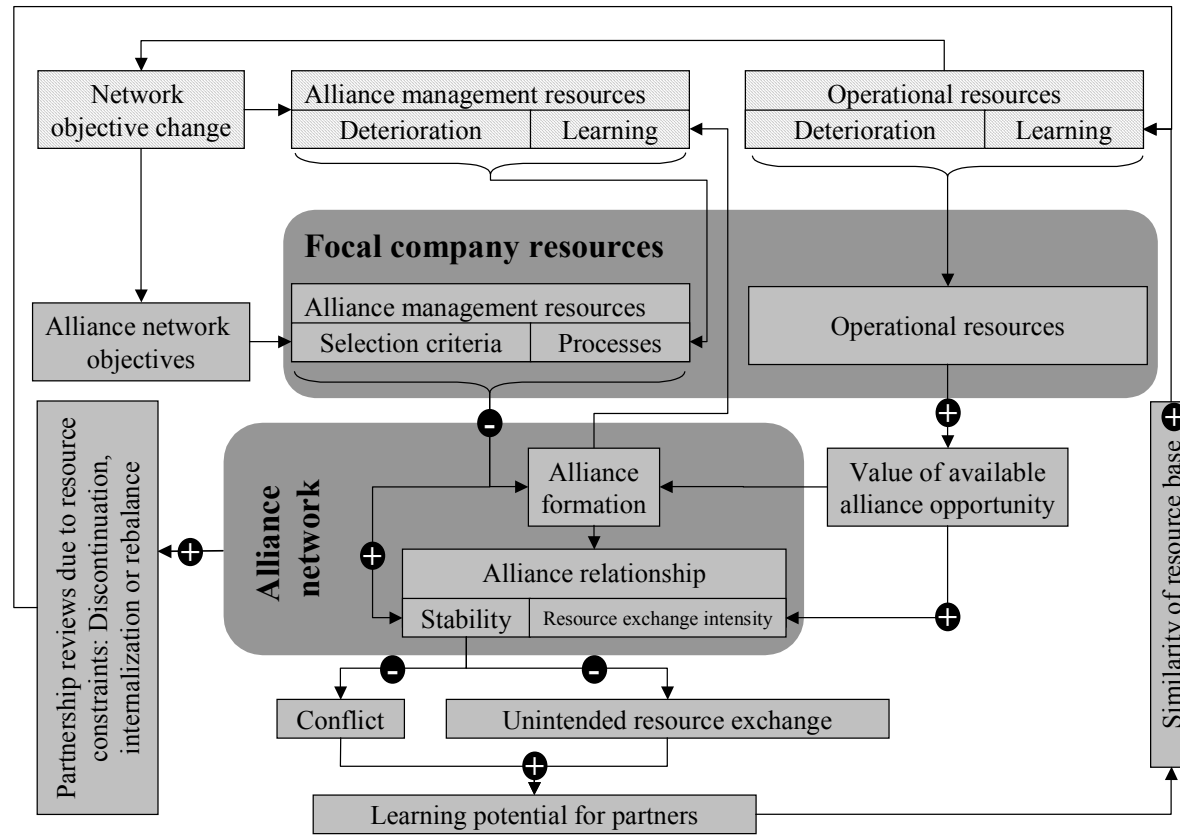 Network
objective change
Alliance management resources
Deterioration
Learning
Operational resources
Deterioration
Learning
Focal company resources
Alliance management resources
Selection criteria
Processes
Operational resources
Alliance network
objectives
-
+
Alliance
network
Alliance
formation
Value of available
alliance opportunity
+
+
Alliance relationship
Stability
Resource exchange intensity
+
-
-
Conflict
Unintended resource exchange
+
Learning potential for partners
Partnership reviews due to resource
constraints: Discontinuation,
internalization or rebalance
Similarity of resource base
+